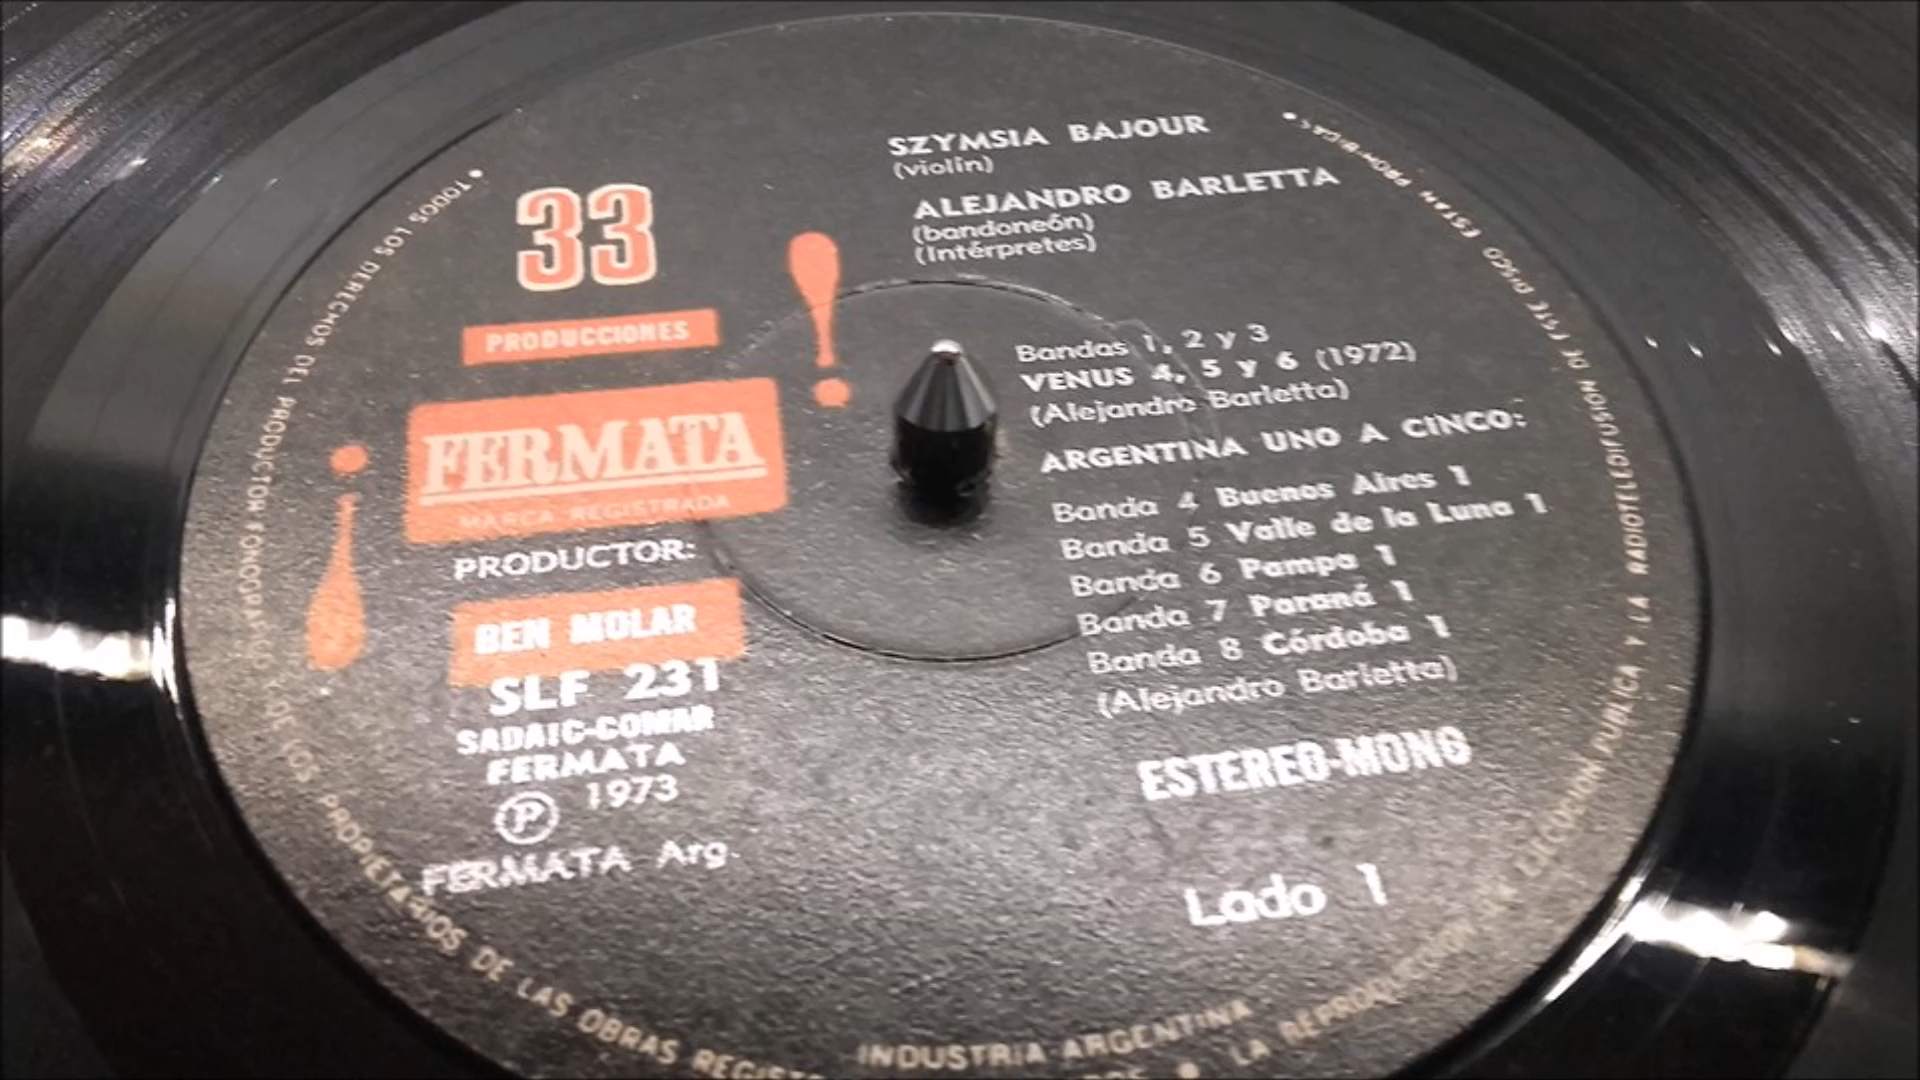 33
PRODUCCIONES
FERMATA
MARCA REGISTRADA
PRODUCTOR:
BEN MOLAR
SLF 231
SADAIC-COMAR
FERMATA
Ⓟ 1973
FERMATA Arg.
SZYMSIA BAJOUR
(violín)
ALEJANDRO BARLETTA
(bandoneón)
(Intérpretes)
Bandas 1, 2 y 3
VENUS 4, 5 y 6 (1972)
(Alejandro Barletta)
ARGENTINA UNO A CINCO:
Banda 4 Buenos Aires 1
Banda 5 Valle de la Luna 1
Banda 6 Pampa 1
Banda 7 Paraná 1
Banda 8 Córdoba 1
(Alejandro Barletta)
ESTEREO-MONO
Lado 1
INDUSTRIA ARGENTINA
• TODOS LOS DERECHOS DEL PRODUCTOR FONOGRAFICO Y DE LOS PROPIETARIOS DE LAS OBRAS
• LA REPRODUCCION, EJECUCION PUBLICA Y LA RADIOTELEDIFUSION DE ESTE DISCO ESTAN •